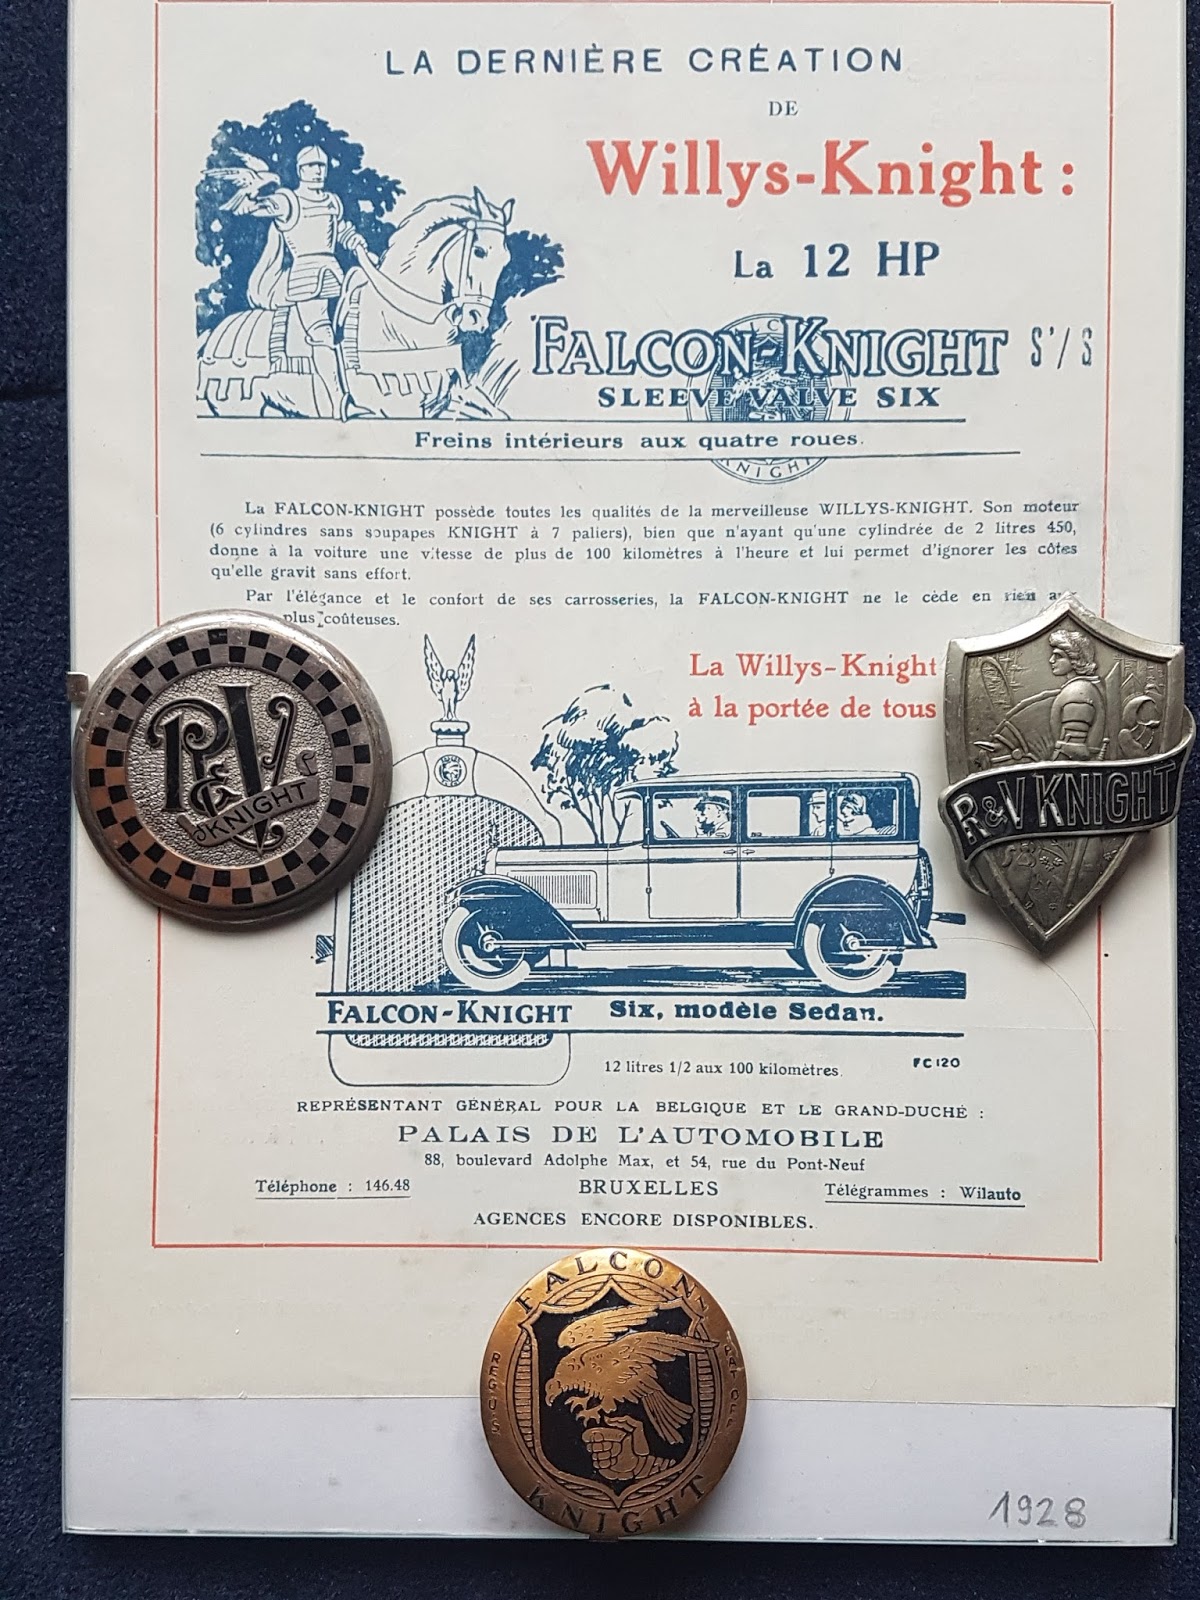 LA DERNIÈRE CRÉATION
DE
Willys-Knight :
La 12 HP
FALCON-KNIGHT S'/S
SLEEVE VALVE SIX
Freins intérieurs aux quatre roues.
KNIGHT
La FALCON-KNIGHT possède toutes les qualités de la merveilleuse WILLYS-KNIGHT. Son moteur
(6 cylindres sans soupapes KNIGHT à 7 paliers), bien que n'ayant qu'une cylindrée de 2 litres 450,
donne à la voiture une vitesse de plus de 100 kilomètres à l'heure et lui permet d'ignorer les côtes
qu'elle gravit sans effort.
Par l'élégance et le confort de ses carrosseries, la FALCON-KNIGHT ne le cède en rien
plus coûteuses.
La Willys-Knight
à la portée de tous
R&V
KNIGHT
R&V KNIGHT
FALCON-KNIGHT Six, modèle Sedan.
12 litres 1/2 aux 100 kilomètres.
FC120
REPRÉSENTANT GÉNÉRAL POUR LA BELGIQUE ET LE GRAND-DUCHÉ :
PALAIS DE L'AUTOMOBILE
88, boulevard Adolphe Max, et 54, rue du Pont-Neuf
Téléphone : 146.48 BRUXELLES Télégrammes : Wilauto
AGENCES ENCORE DISPONIBLES.
FALCON-
REG U S
PAT OFF
KNIGHT
1928